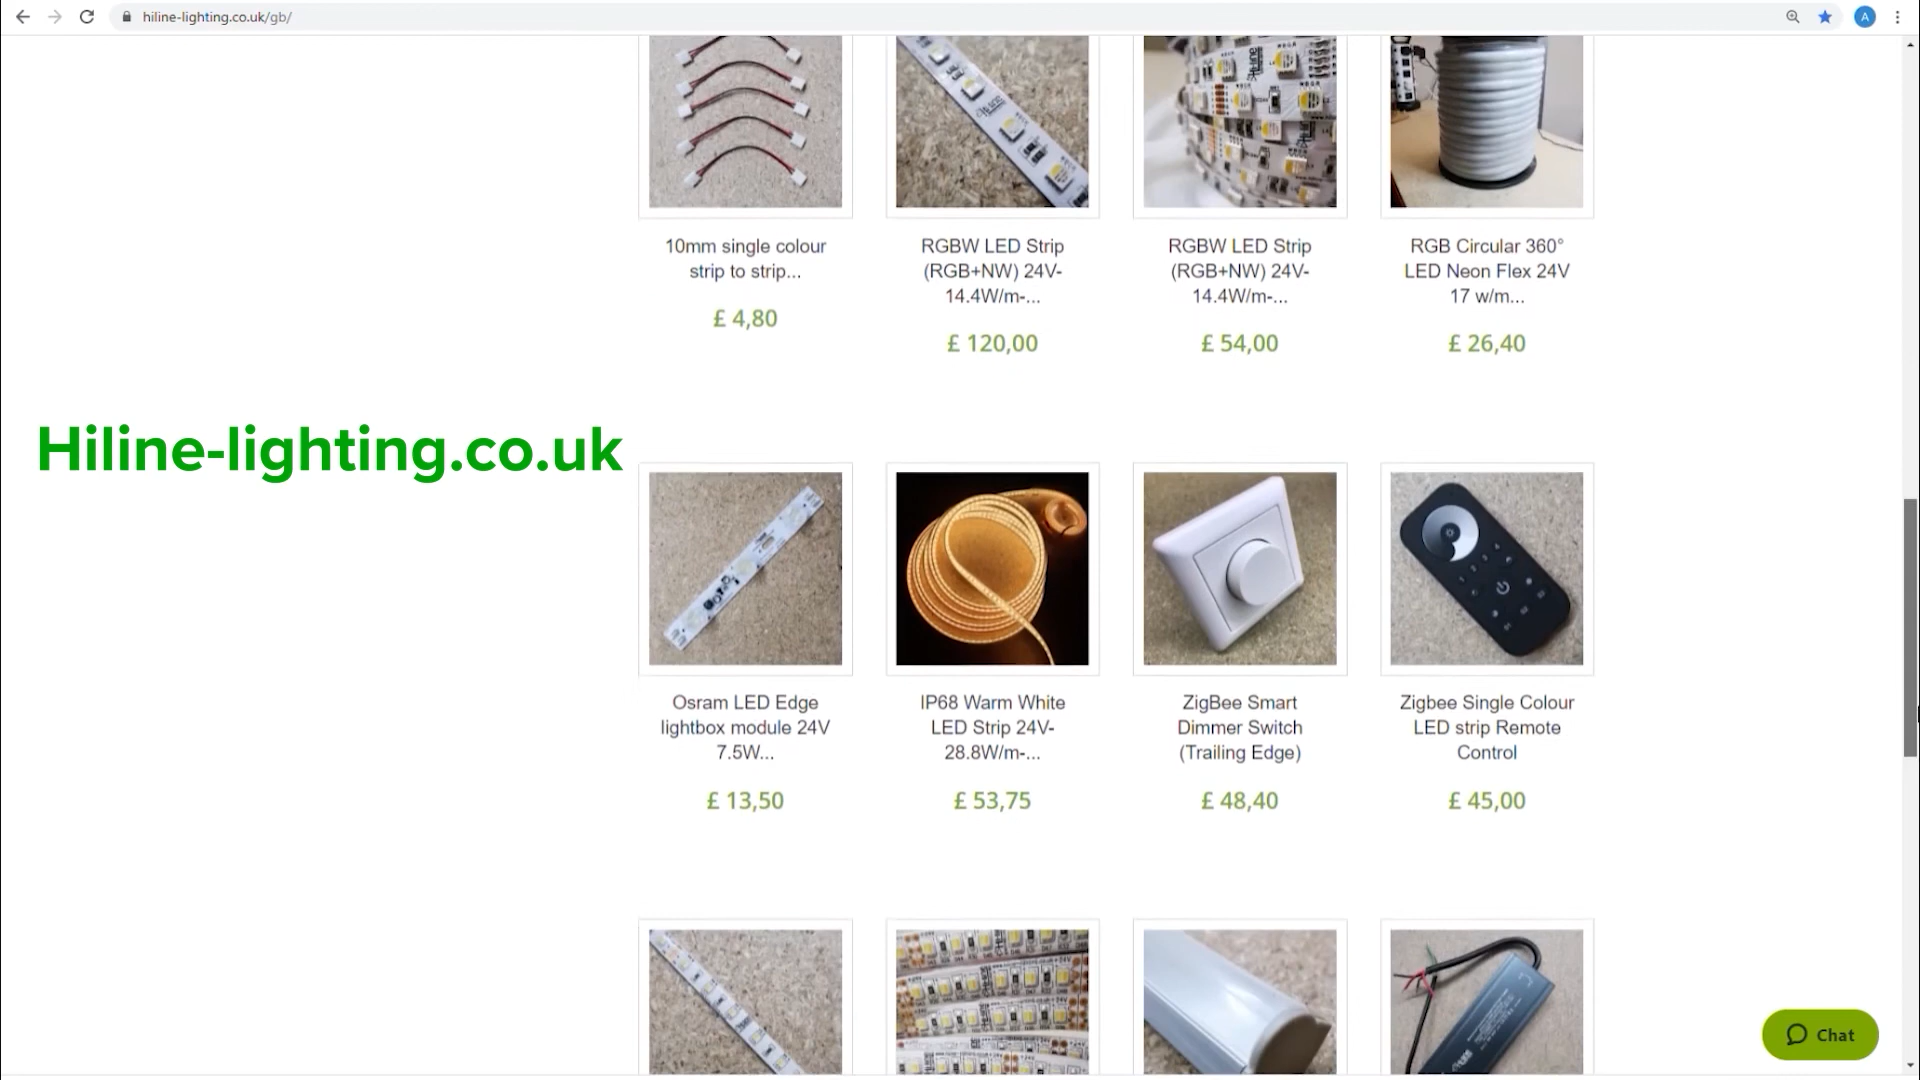 hiline-lighting.co.uk/gb/
A
10mm single colour
strip to strip...
£ 4,80
RGBW LED Strip
(RGB+NW) 24V-
14.4W/m-...
£ 120,00
RGBW LED Strip
(RGB+NW) 24V-
14.4W/m-...
£ 54,00
RGB Circular 360°
LED Neon Flex 24V
17 w/m...
£ 26,40
Hiline-lighting.co.uk
Osram LED Edge
lightbox module 24V
7.5W...
£ 13,50
IP68 Warm White
LED Strip 24V-
28.8W/m-...
£ 53,75
ZigBee Smart
Dimmer Switch
(Trailing Edge)
£ 48,40
Zigbee Single Colour
LED strip Remote
Control
£ 45,00
Chat